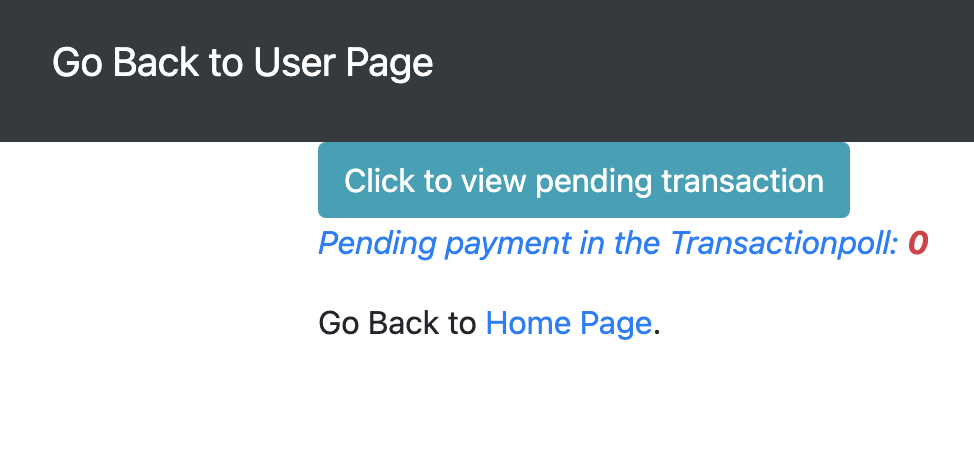 Go Back to User Page
Click to view pending transaction
Pending payment in the Transactionpoll: 0
Go Back to Home Page.